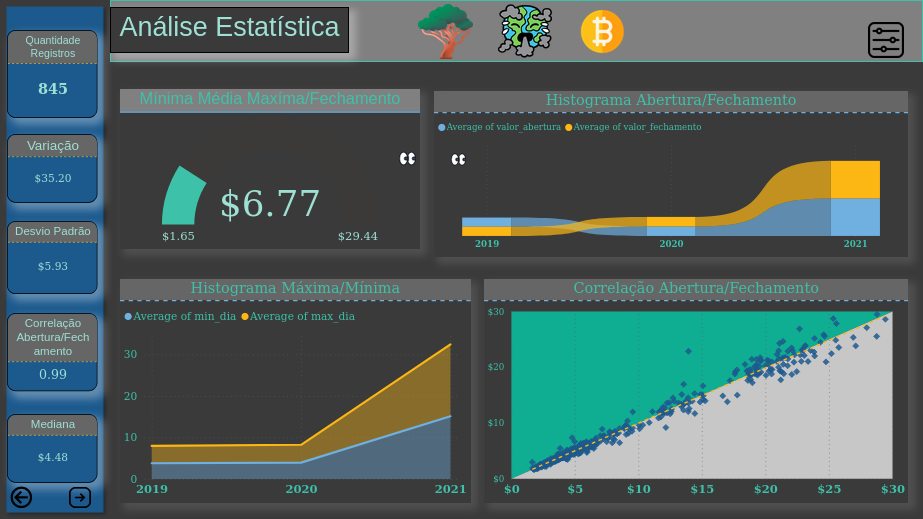 Análise Estatística
Quantidade
Registros
845
Variação
$35.20
Desvio Padrão
$5.93
Correlação
Abertura/Fech
amento
0.99
Mediana
$4.48
Mínima Média Maxíma/Fechamento
$6.77
$1.65
$29.44
Histograma Abertura/Fechamento
Average of valor_abertura Average of valor_fechamento
2019 2020 2021
Histograma Máxima/Mínima
Average of min_dia Average of max_dia
30
20
10
0
2019 2020 2021
Correlação Abertura/Fechamento
$30
$20
$10
$0
$0 $5 $10 $15 $20 $25 $30